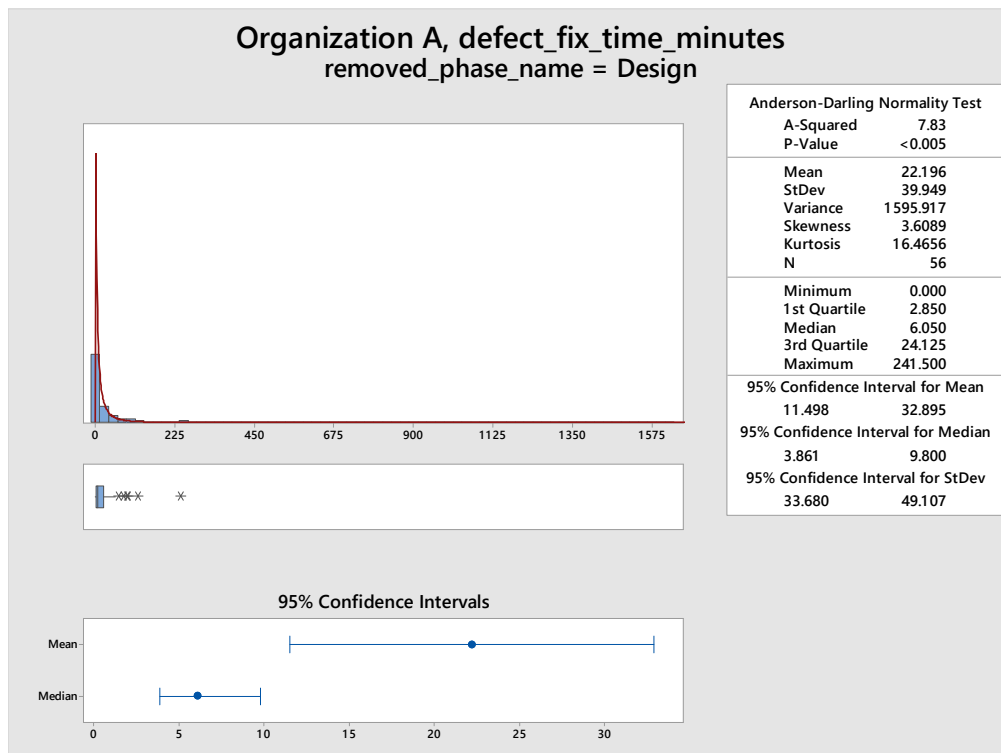 Organization A, defect_fix_time_minutes
removed_phase_name = Design
Anderson-Darling Normality Test
A-Squared 7.83
P-Value <0.005
Mean 22.196
StDev 39.949
Variance 1595.917
Skewness 3.6089
Kurtosis 16.4656
N 56
Minimum 0.000
1st Quartile 2.850
Median 6.050
3rd Quartile 24.125
Maximum 241.500
95% Confidence Interval for Mean
11.498 32.895
95% Confidence Interval for Median
3.861 9.800
95% Confidence Interval for StDev
33.680 49.107
0 225 450 675 900 1125 1350 1575
95% Confidence Intervals
Mean
Median
0 5 10 15 20 25 30